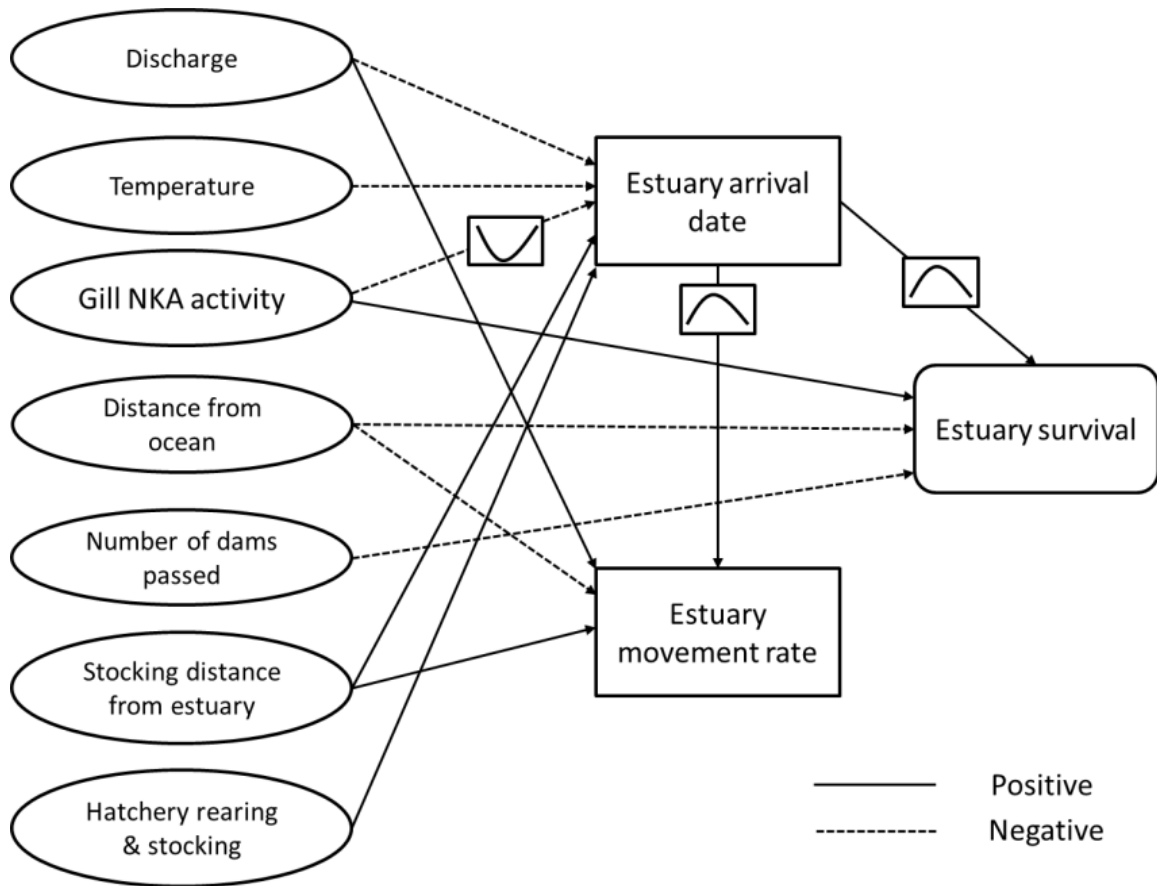 Discharge
Temperature
Gill NKA activity
Distance from
ocean
Number of dams
passed
Stocking distance
from estuary
Hatchery rearing
& stocking
Estuary arrival
date
Estuary
movement rate
Estuary survival
Positive
Negative